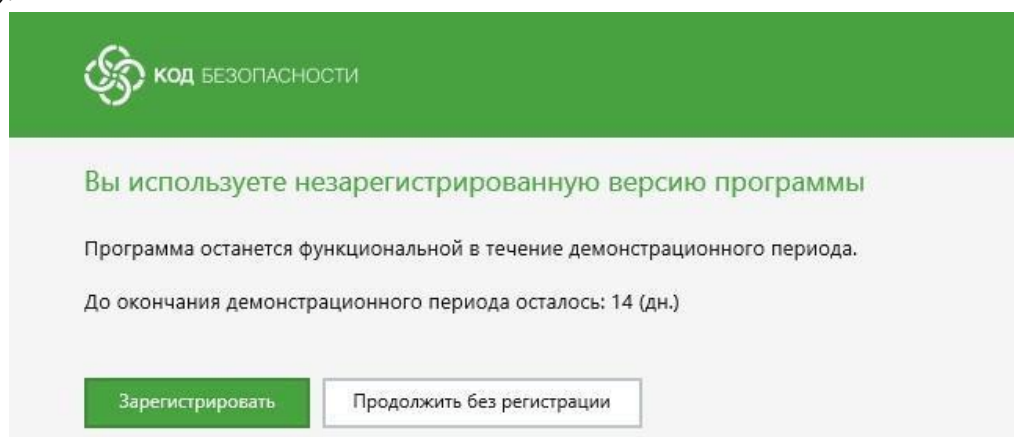 КОД БЕЗОПАСНОСТИ
Вы используете незарегистрированную версию программы
Программа останется функциональной в течение демонстрационного периода.
До окончания демонстрационного периода осталось: 14 (дн.)
Зарегистрировать
Продолжить без регистрации